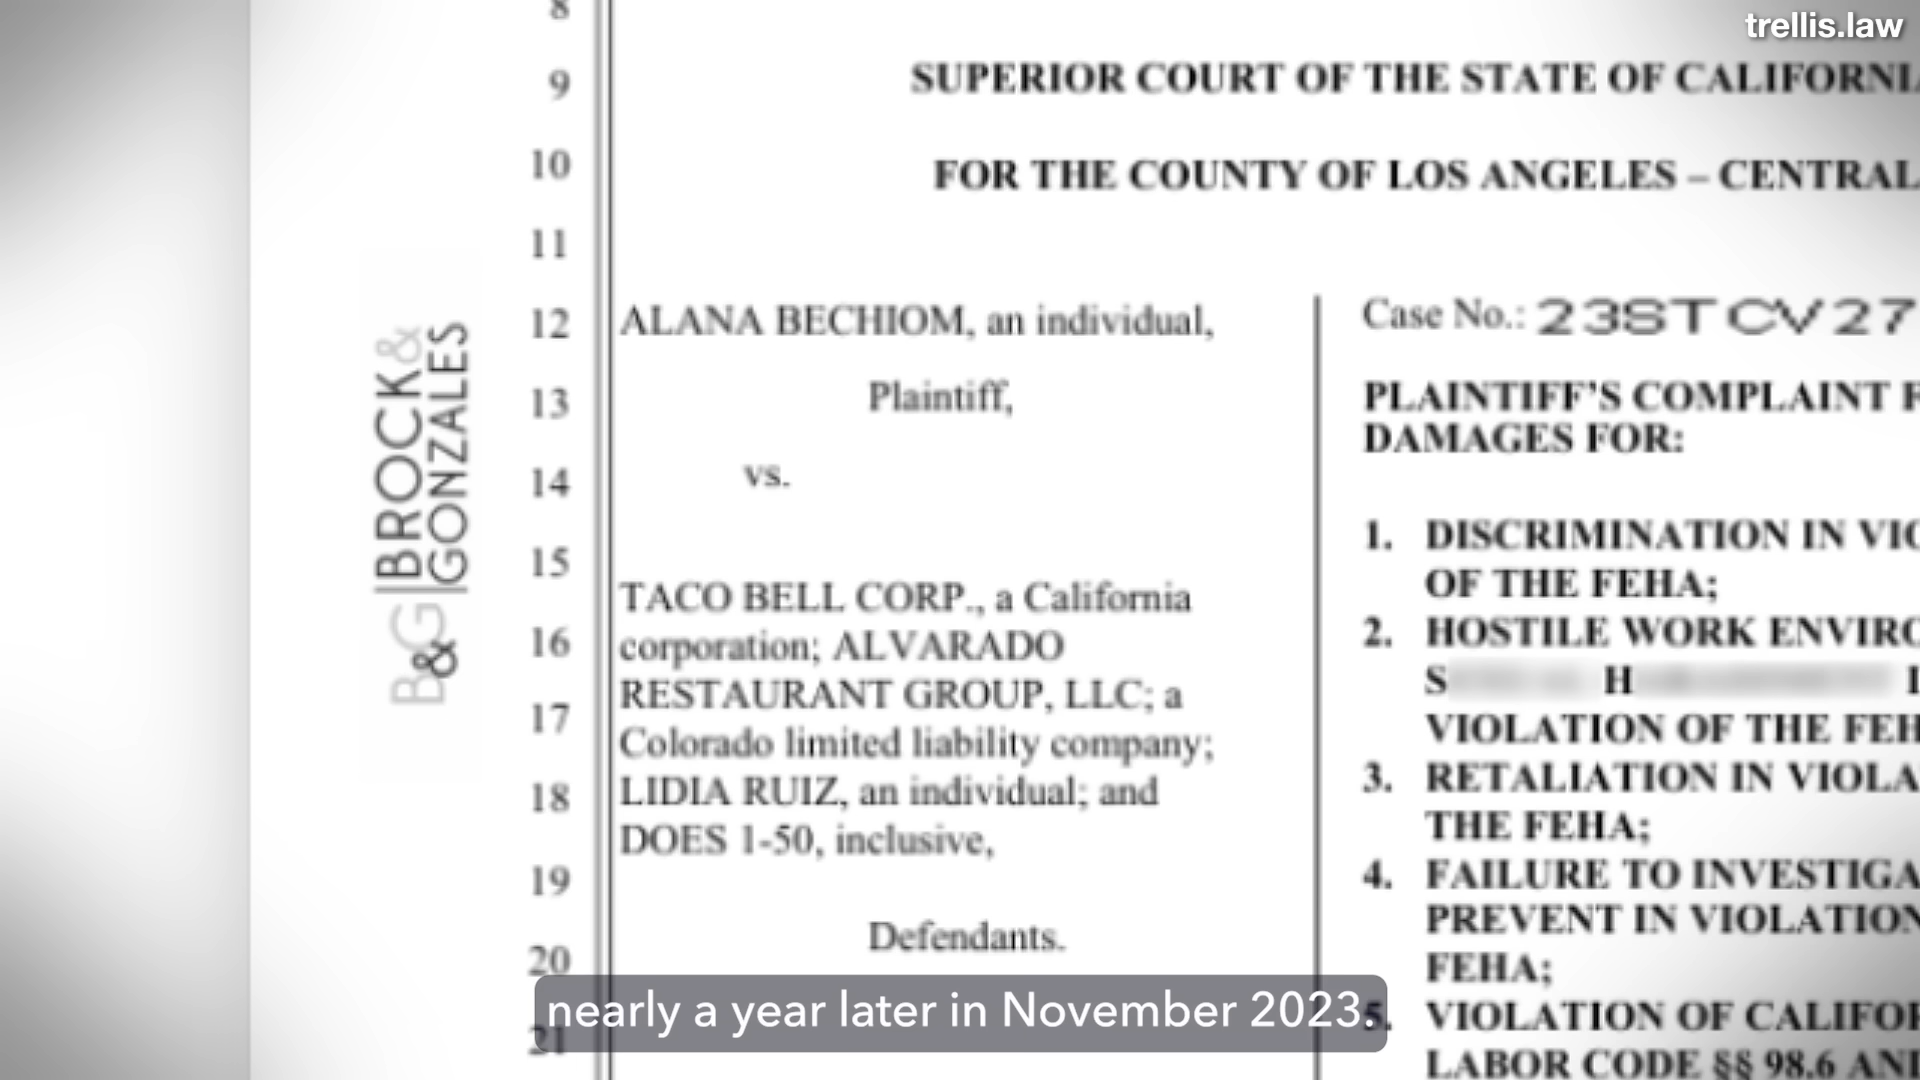 trellis.law
8
9
SUPERIOR COURT OF THE STATE OF CALIFORNIA
10
FOR THE COUNTY OF LOS ANGELES – CENTRAL
11
B&G|BROCK&
GONZALES
12
ALANA BECHIOM, an individual,
13
Plaintiff,
14
vs.
15
TACO BELL CORP., a California
16
corporation; ALVARADO
RESTAURANT GROUP, LLC; a
17
Colorado limited liability company;
18
LIDIA RUIZ, an individual; and
DOES 1-50, inclusive,
19
Defendants.
20
21
Case No.: 23STCV27
PLAINTIFF’S COMPLAINT F
DAMAGES FOR:
1. DISCRIMINATION IN VIO
OF THE FEHA;
2. HOSTILE WORK ENVIRO
S H
VIOLATION OF THE FEH
3. RETALIATION IN VIOLA
THE FEHA;
4. FAILURE TO INVESTIGA
PREVENT IN VIOLATION
FEHA;
5. VIOLATION OF CALIFOR
LABOR CODE §§ 98.6 AND
nearly a year later in November 2023.